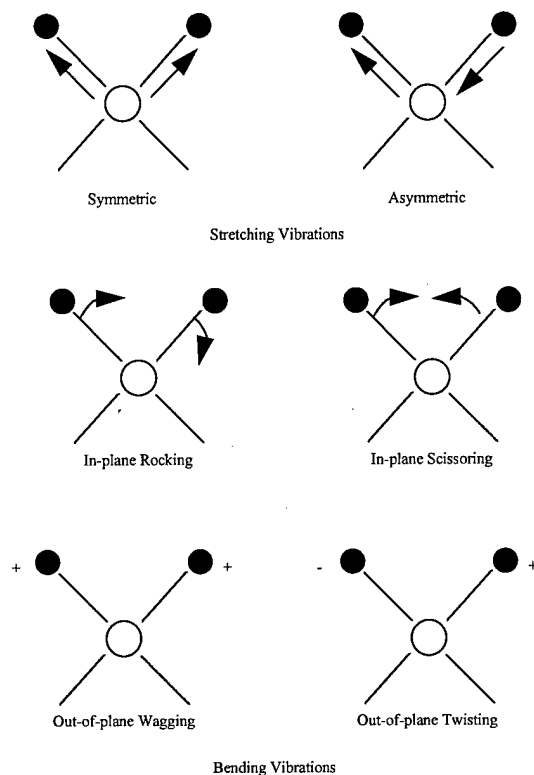 Symmetric
Asymmetric
Stretching Vibrations
In-plane Rocking
In-plane Scissoring
+ +
- +
Out-of-plane Wagging
Out-of-plane Twisting
Bending Vibrations